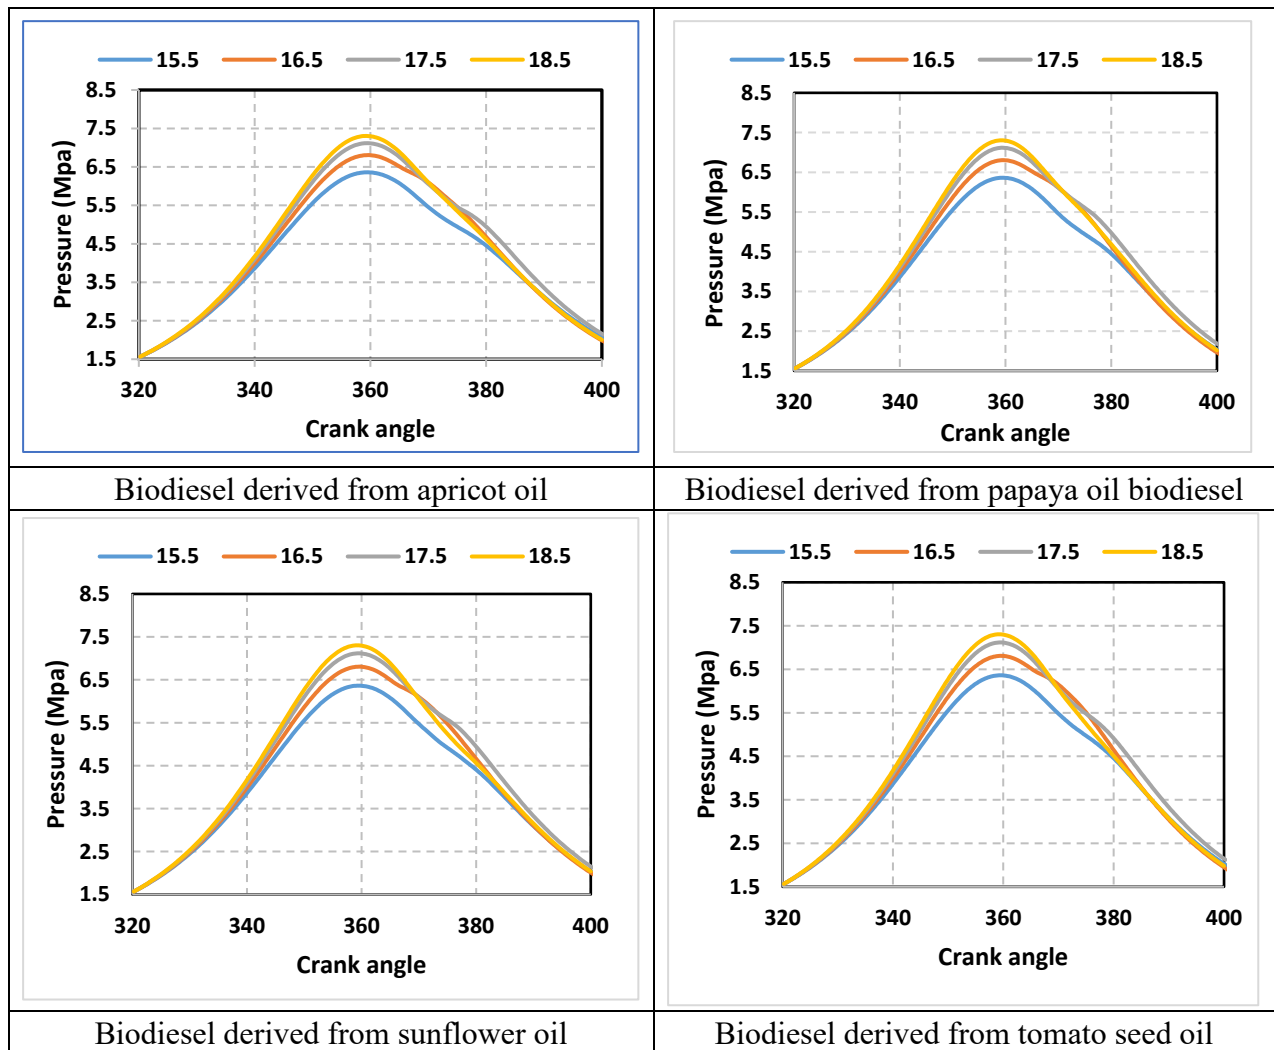 15.5 16.5 17.5 18.5
8.5
7.5
6.5
5.5
4.5
3.5
2.5
1.5
Pressure (Mpa)
320 340 360 380 400
Crank angle
Biodiesel derived from apricot oil
15.5 16.5 17.5 18.5
8.5
7.5
6.5
5.5
4.5
3.5
2.5
1.5
Pressure (Mpa)
320 340 360 380 400
Crank angle
Biodiesel derived from papaya oil biodiesel
15.5 16.5 17.5 18.5
8.5
7.5
6.5
5.5
4.5
3.5
2.5
1.5
Pressure (Mpa)
320 340 360 380 400
Crank angle
Biodiesel derived from sunflower oil
15.5 16.5 17.5 18.5
8.5
7.5
6.5
5.5
4.5
3.5
2.5
1.5
Pressure (Mpa)
320 340 360 380 400
Crank angle
Biodiesel derived from tomato seed oil